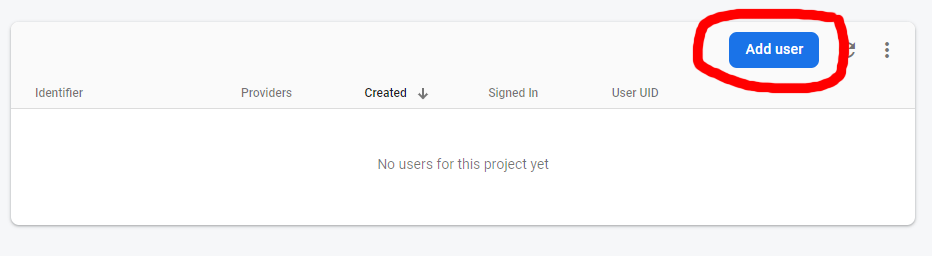 Add user
Identifier Providers Created Signed In User UID
No users for this project yet